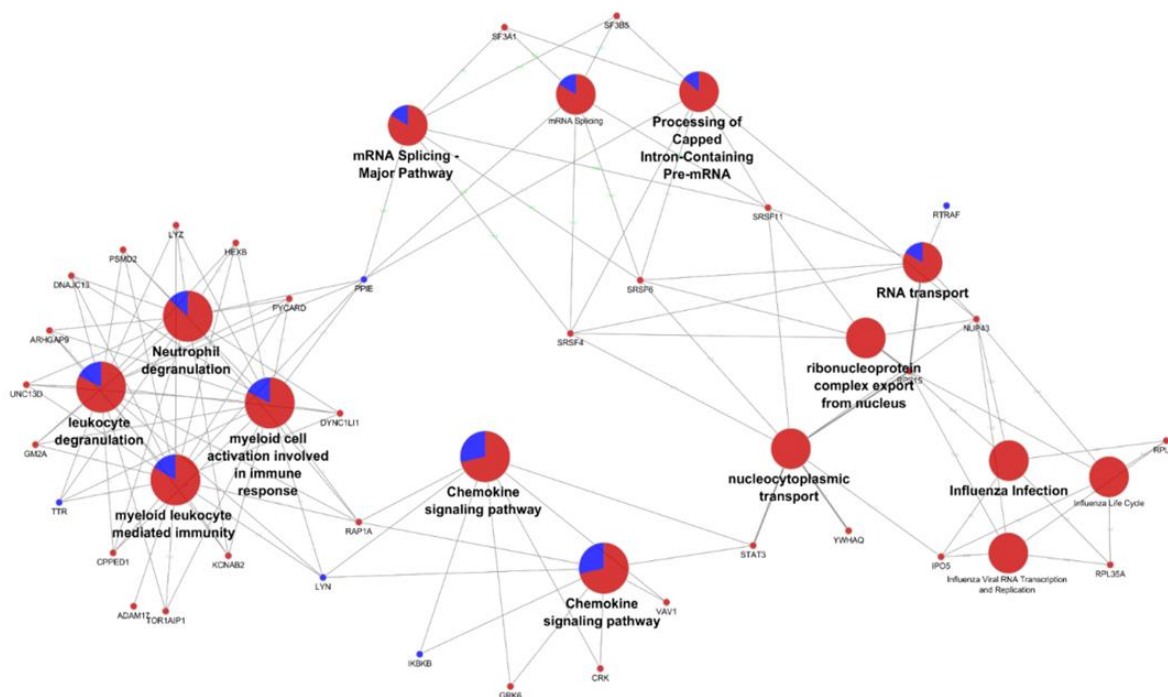 SF3A1
SF3B5
mRNA Splicing -
Major Pathway
mRNA Splicing
Processing of
Capped
Intron-Containing
Pre-mRNA
SRSF11
RTRAF
LYZ
HEXB
PSMD2
DNAJC13
PYCARD
PPIE
SRSF6
RNA transport
ARHGAP9
Neutrophil
degranulation
SRSF4
NUP43
ribonucleoprotein
complex export
from nucleus
RPS15
UNC13D
leukocyte
degranulation
DYNC1LI1
myeloid cell
activation involved
in immune
response
GM2A
Chemokine
signaling pathway
nucleocytoplasmic
transport
Influenza Infection
Influenza Life Cycle
RPL
TTR
myeloid leukocyte
mediated immunity
RAP1A
CPPED1
KCNAB2
LYN
STAT3
YWHAQ
IPO5
Influenza Viral RNA Transcription
and Replication
RPL35A
ADAM17
TOR1AIP1
Chemokine
signaling pathway
VAV1
IKBKB
CRK
GRK6